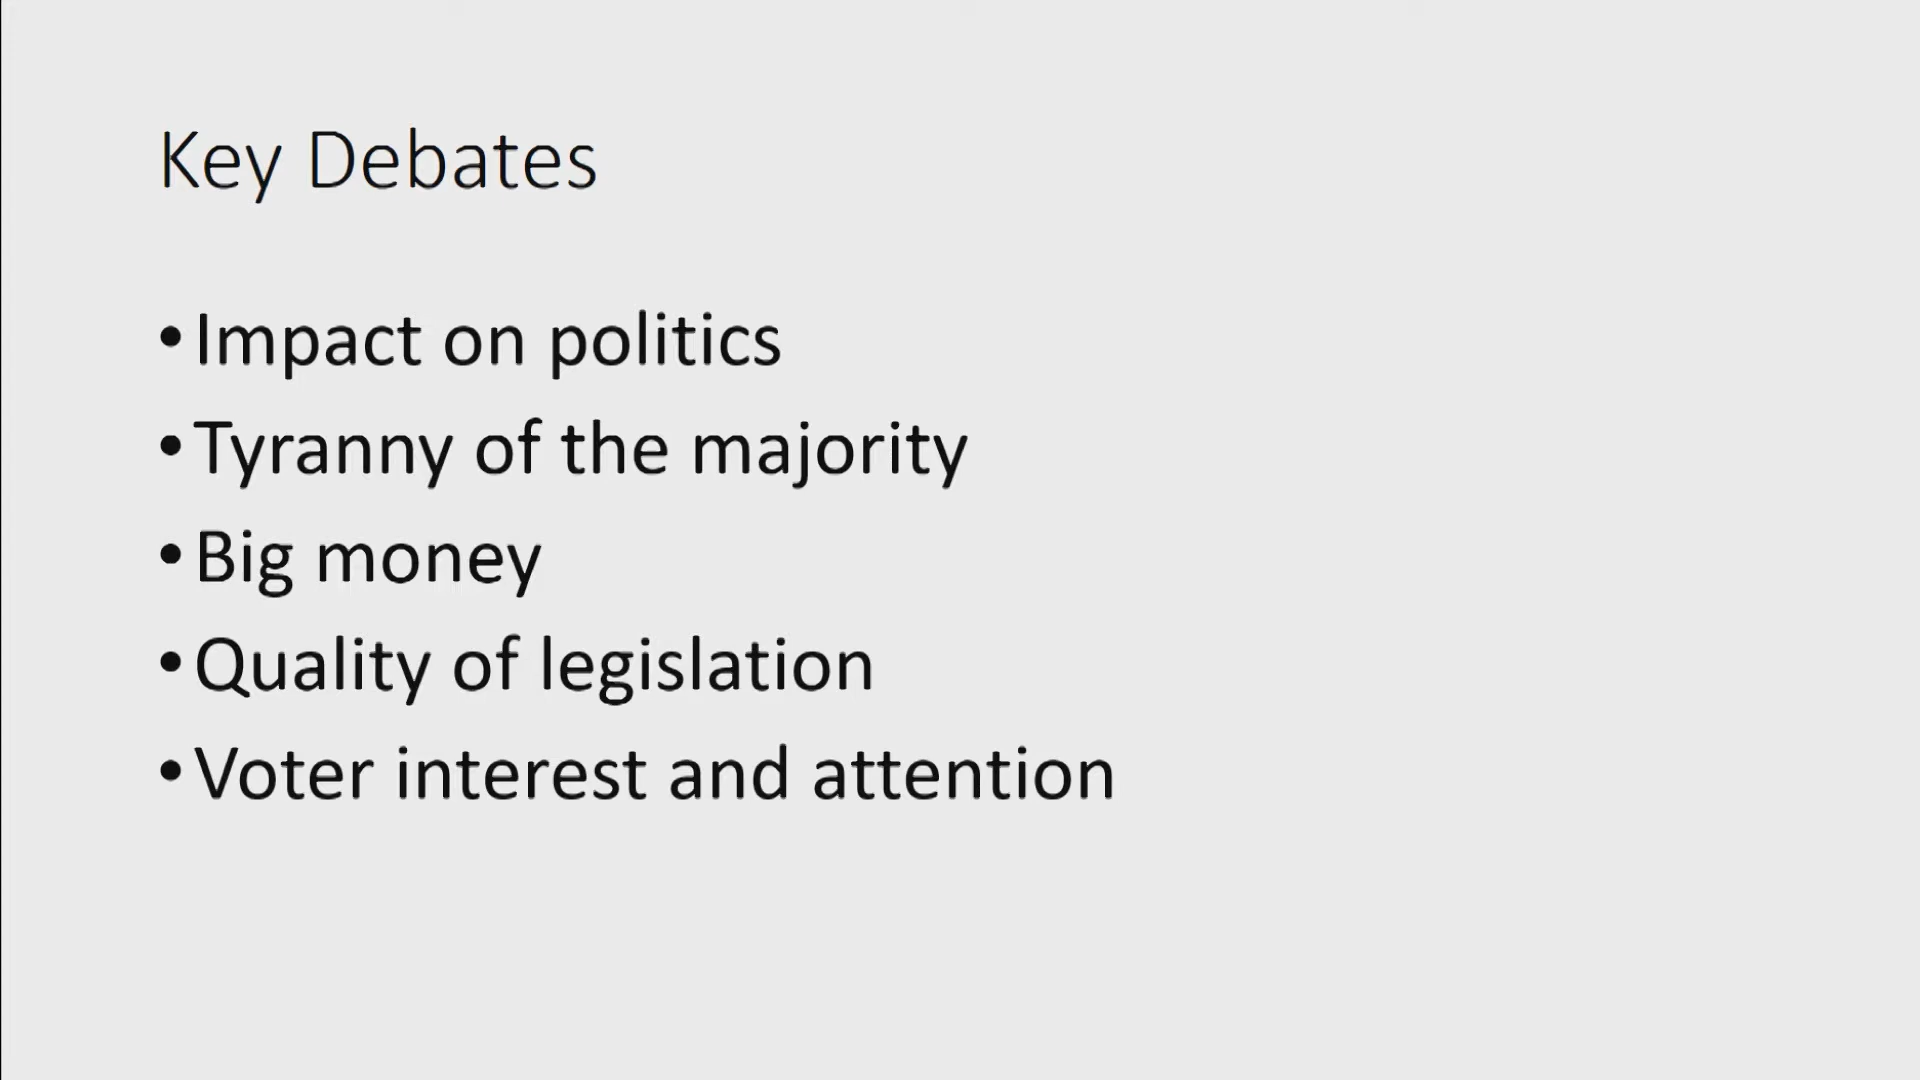 Key Debates
•Impact on politics
•Tyranny of the majority
•Big money
•Quality of legislation
•Voter interest and attention